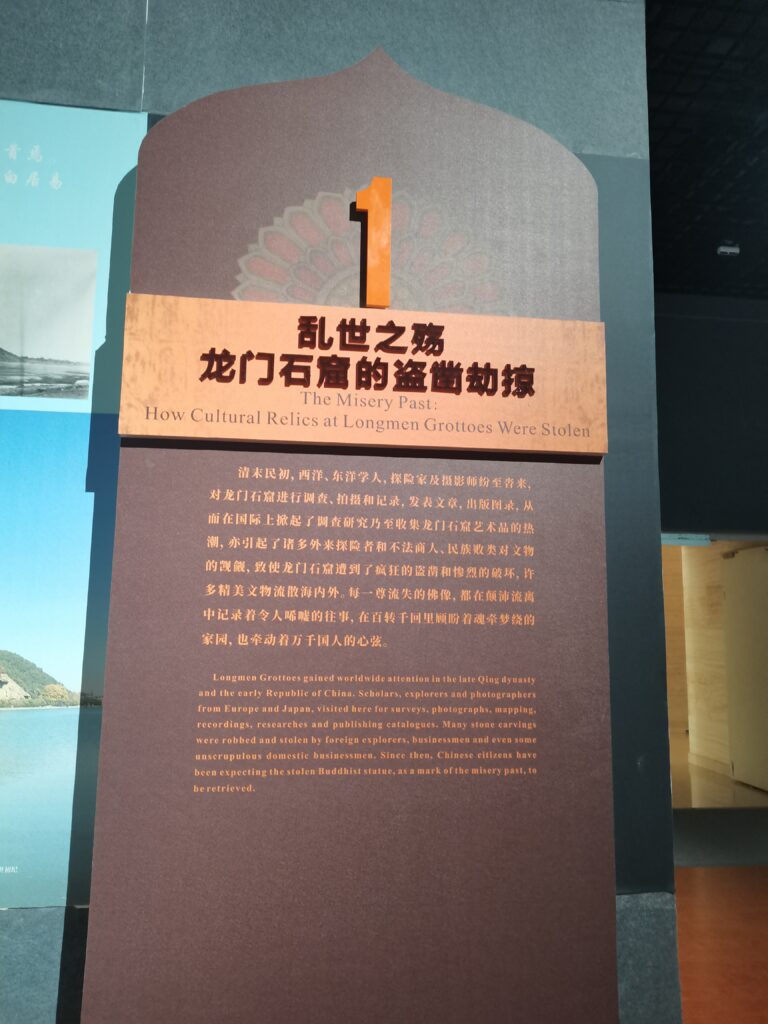 首焉
白居易
1
乱世之殇
龙门石窟的盗凿劫掠
The Misery Past:
How Cultural Relics at Longmen Grottoes Were Stolen
清末民初，西洋、东洋学人，探险家及摄影师纷至沓来，
对龙门石窟进行调查、拍摄和记录，发表文章，出版图录，从
而在国际上掀起了调查研究乃至收集龙门石窟艺术品的热
潮，亦引起了诸多外来探险者和不法商人、民族败类对文物
的觊觎，致使龙门石窟遭到了疯狂的盗凿和惨烈的破坏，许
多精美文物流散海内外。每一尊流失的佛像，都在颠沛流离
中记录着令人唏嘘的往事，在百转千回里顾盼着魂牵梦绕的
家园，也牵动着万千国人的心弦。
Longmen Grottoes gained worldwide attention in the late Qing dynasty
and the early Republic of China. Scholars, explorers and photographers
from Europe and Japan, visited here for surveys, photographs, mapping,
recordings, researches and publishing catalogues. Many stone carvings
were robbed and stolen by foreign explorers, businessmen and even some
unscrupulous domestic businessmen. Since then, Chinese citizens have
been expecting the stolen Buddhist statue, as a mark of the misery past, to
be retrieved.